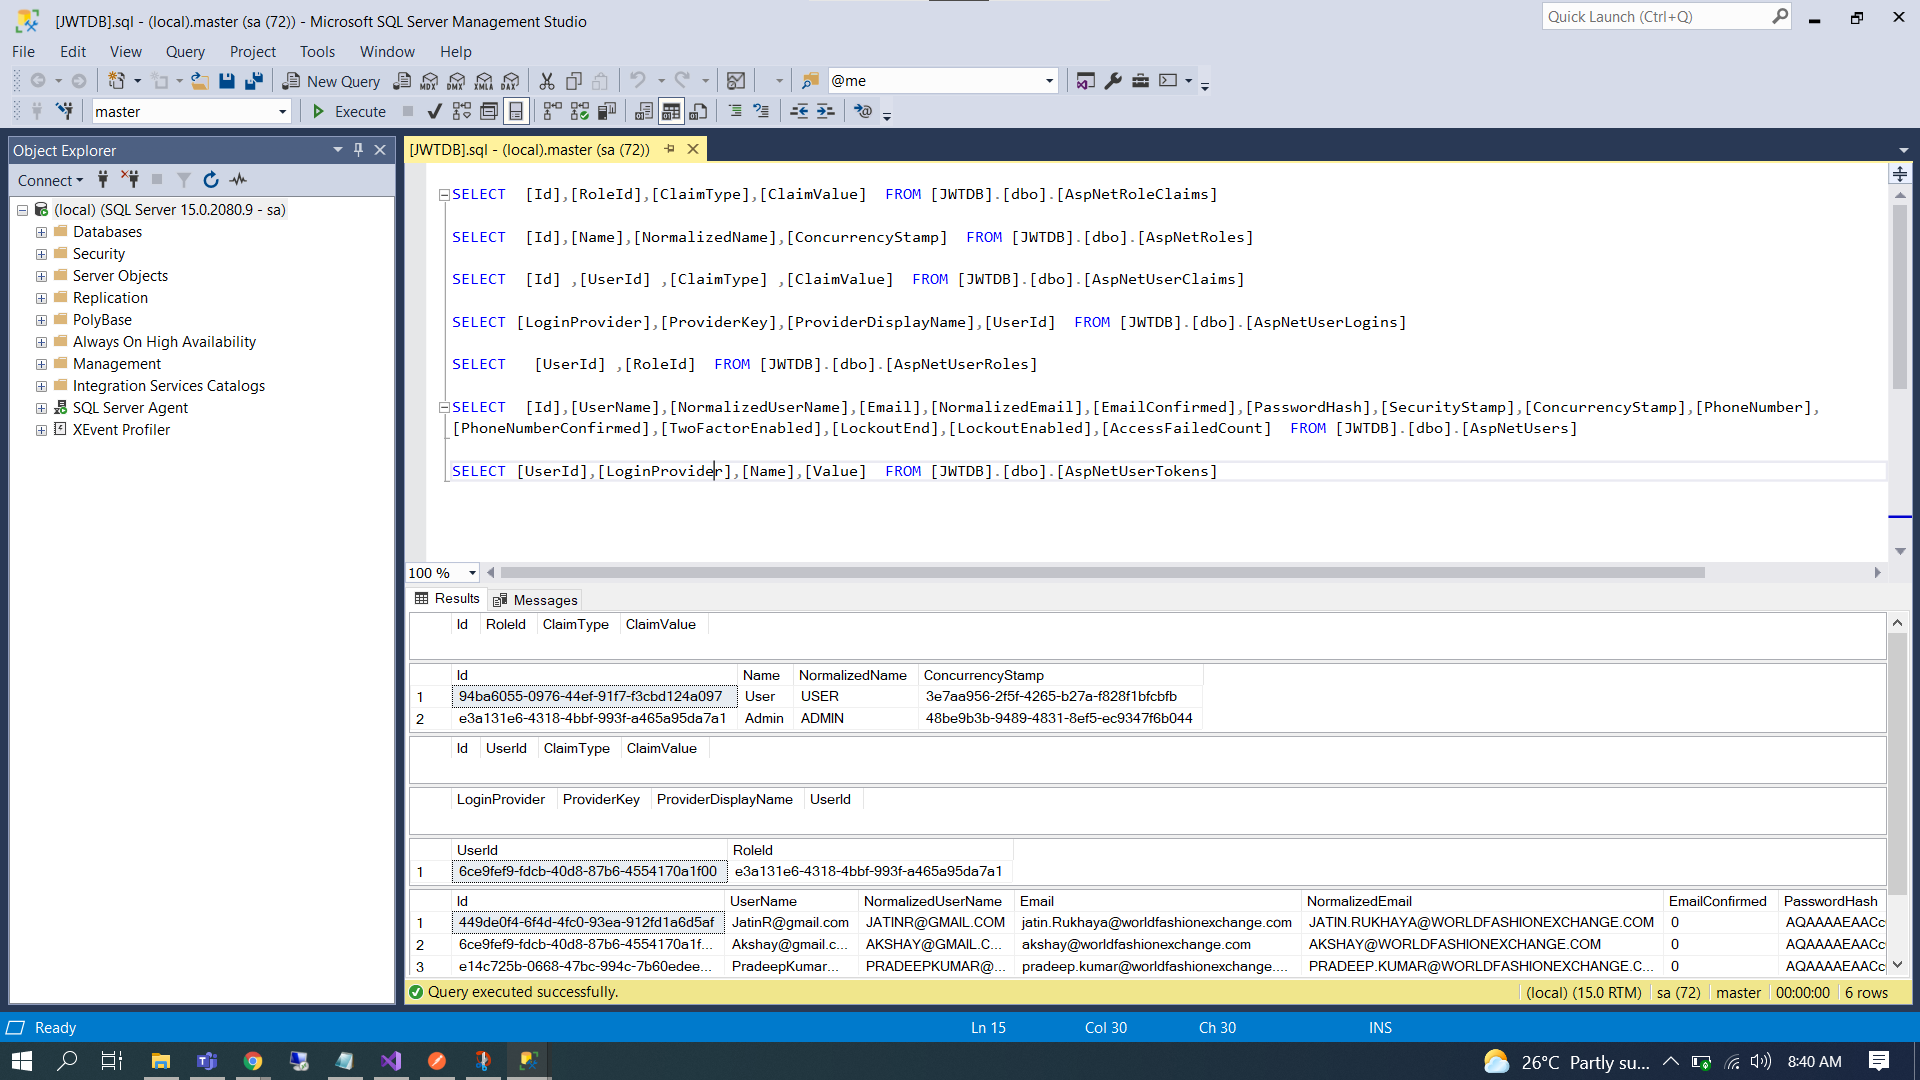 [JWTDB].sql - (local).master (sa (72)) - Microsoft SQL Server Management Studio
Quick Launch (Ctrl+Q)
File Edit View Query Project Tools Window Help
New Query
MDX DMX XMLA DAX
@me
master
Execute
Object Explorer
Connect
(local) (SQL Server 15.0.2080.9 - sa)
Databases
Security
Server Objects
Replication
PolyBase
Always On High Availability
Management
Integration Services Catalogs
SQL Server Agent
XEvent Profiler
[JWTDB].sql - (local).master (sa (72))
SELECT  [Id],[RoleId],[ClaimType],[ClaimValue]  FROM [JWTDB].[dbo].[AspNetRoleClaims]
SELECT  [Id],[Name],[NormalizedName],[ConcurrencyStamp]  FROM [JWTDB].[dbo].[AspNetRoles]
SELECT  [Id] ,[UserId] ,[ClaimType] ,[ClaimValue]  FROM [JWTDB].[dbo].[AspNetUserClaims]
SELECT [LoginProvider],[ProviderKey],[ProviderDisplayName],[UserId]  FROM [JWTDB].[dbo].[AspNetUserLogins]
SELECT   [UserId] ,[RoleId]  FROM [JWTDB].[dbo].[AspNetUserRoles]
SELECT  [Id],[UserName],[NormalizedUserName],[Email],[NormalizedEmail],[EmailConfirmed],[PasswordHash],[SecurityStamp],[ConcurrencyStamp],[PhoneNumber],
[PhoneNumberConfirmed],[TwoFactorEnabled],[LockoutEnd],[LockoutEnabled],[AccessFailedCount]  FROM [JWTDB].[dbo].[AspNetUsers]
SELECT [UserId],[LoginProvider],[Name],[Value]  FROM [JWTDB].[dbo].[AspNetUserTokens]
100 %
Results Messages
Id RoleId ClaimType ClaimValue
Id Name NormalizedName ConcurrencyStamp
1 94ba6055-0976-44ef-91f7-f3cbd124a097 User USER 3e7aa956-2f5f-4265-b27a-f828f1bfcbfb
2 e3a131e6-4318-4bbf-993f-a465a95da7a1 Admin ADMIN 48be9b3b-9489-4831-8ef5-ec9347f6b044
Id UserId ClaimType ClaimValue
LoginProvider ProviderKey ProviderDisplayName UserId
UserId RoleId
1 6ce9fef9-fdcb-40d8-87b6-4554170a1f00 e3a131e6-4318-4bbf-993f-a465a95da7a1
Id UserName NormalizedUserName Email NormalizedEmail EmailConfirmed PasswordHash
1 449de0f4-6f4d-4fc0-93ea-912fd1a6d5af JatinR@gmail.com JATINR@GMAIL.COM jatin.Rukhaya@worldfashionexchange.com JATIN.RUKHAYA@WORLDFASHIONEXCHANGE.COM 0 AQAAAAEAACc
2 6ce9fef9-fdcb-40d8-87b6-4554170a1f... Akshay@gmail.c... AKSHAY@GMAIL.C... akshay@worldfashionexchange.com AKSHAY@WORLDFASHIONEXCHANGE.COM 0 AQAAAAEAACc
3 e14c725b-0668-47bc-994c-7b60edee... PradeepKumar... PRADEEPKUMAR@... pradeep.kumar@worldfashionexchange.... PRADEEP.KUMAR@WORLDFASHIONEXCHANGE.C... 0 AQAAAAEAACc
Query executed successfully.
(local) (15.0 RTM) sa (72) master 00:00:00 6 rows
Ready Ln 15 Col 30 Ch 30 INS
26°C Partly su... 8:40 AM